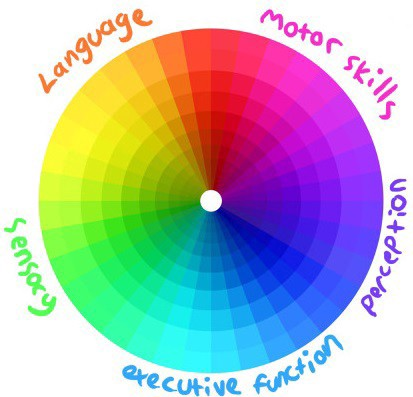 Language
Motor skills
perception
executive function
sensory